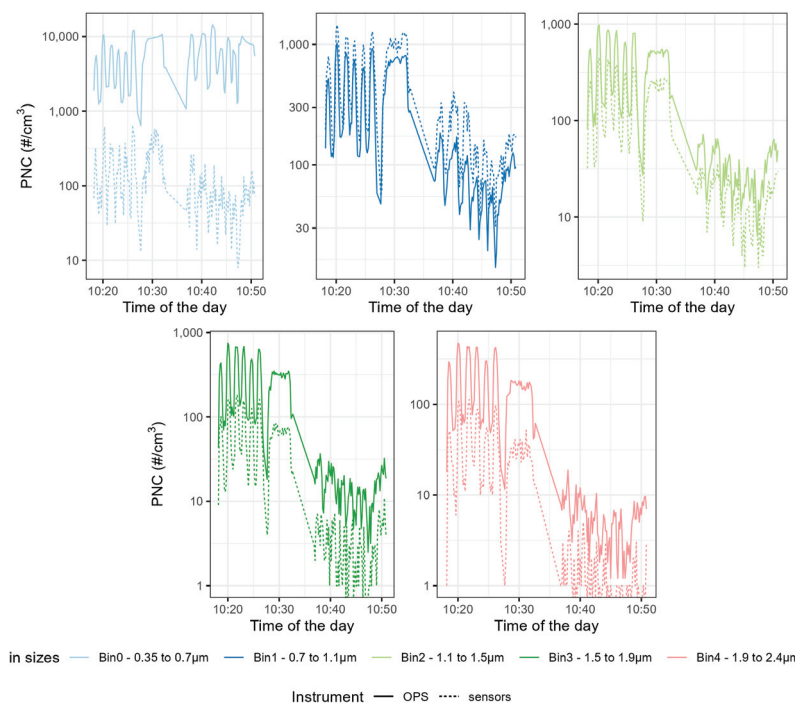 PNC (#/cm³)
10,000
1,000
100
10
10:20 10:30 10:40 10:50
Time of the day
1,000
300
100
30
10:20 10:30 10:40 10:50
Time of the day
1,000
100
10
10:20 10:30 10:40 10:50
Time of the day
PNC (#/cm³)
1,000
100
10
1
10:20 10:30 10:40 10:50
Time of the day
100
10
1
10:20 10:30 10:40 10:50
Time of the day
in sizes Bin0 - 0.35 to 0.7µm Bin1 - 0.7 to 1.1µm Bin2 - 1.1 to 1.5µm Bin3 - 1.5 to 1.9µm Bin4 - 1.9 to 2.4µm
Instrument OPS sensors